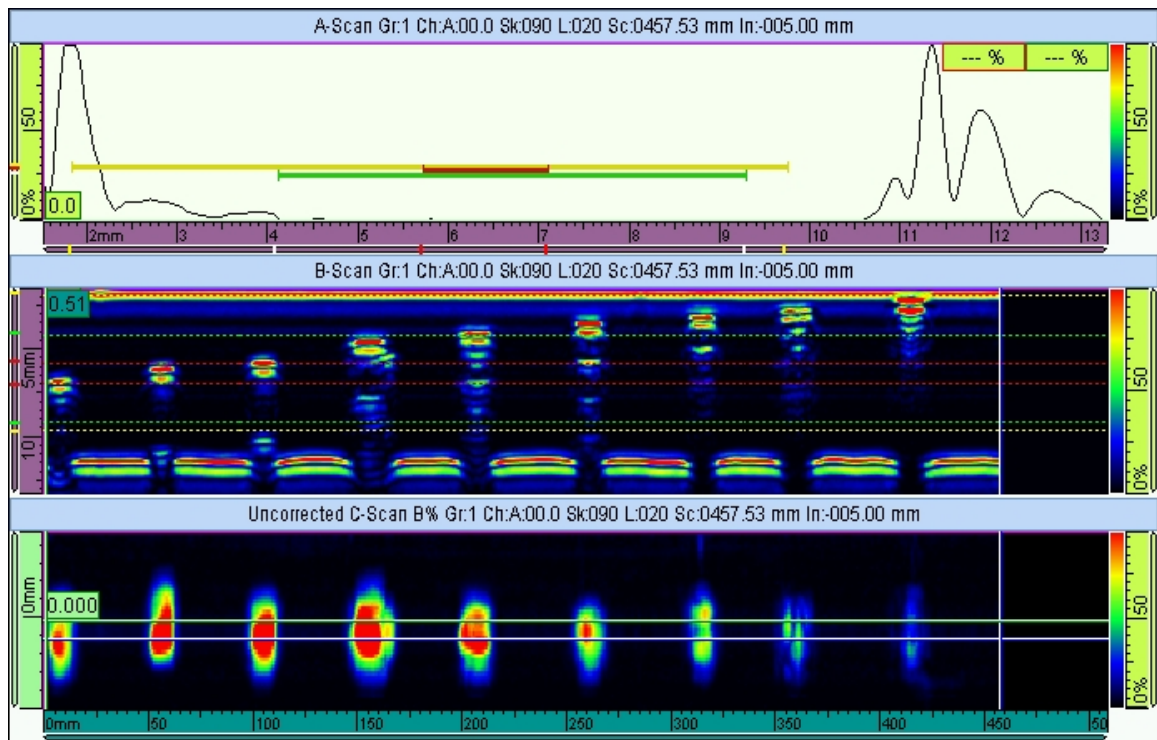 A-Scan Gr:1 Ch:A:00.0 Sk:090 L:020 Sc:0457.53 mm In:-005.00 mm
--- % --- %
0% 50
0.0
0% 50
2mm 3 4 5 6 7 8 9 10 11 12 13
B-Scan Gr:1 Ch:A:00.0 Sk:090 L:020 Sc:0457.53 mm In:-005.00 mm
0.51
5mm 10
0% 50
Uncorrected C-Scan B% Gr:1 Ch:A:00.0 Sk:090 L:020 Sc:0457.53 mm In:-005.00 mm
0mm
0.000
0% 50
0mm 50 100 150 200 250 300 350 400 450 50